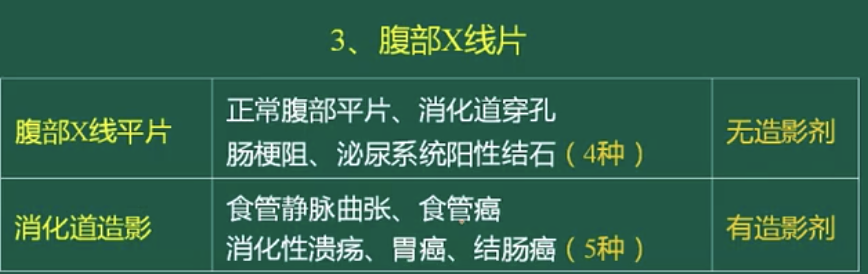 3、腹部X线片
腹部X线平片
正常腹部平片、消化道穿孔
肠梗阻、泌尿系统阳性结石（4种）
无造影剂
消化道造影
食管静脉曲张、食管癌
消化性溃疡、胃癌、结肠癌（5种）
有造影剂